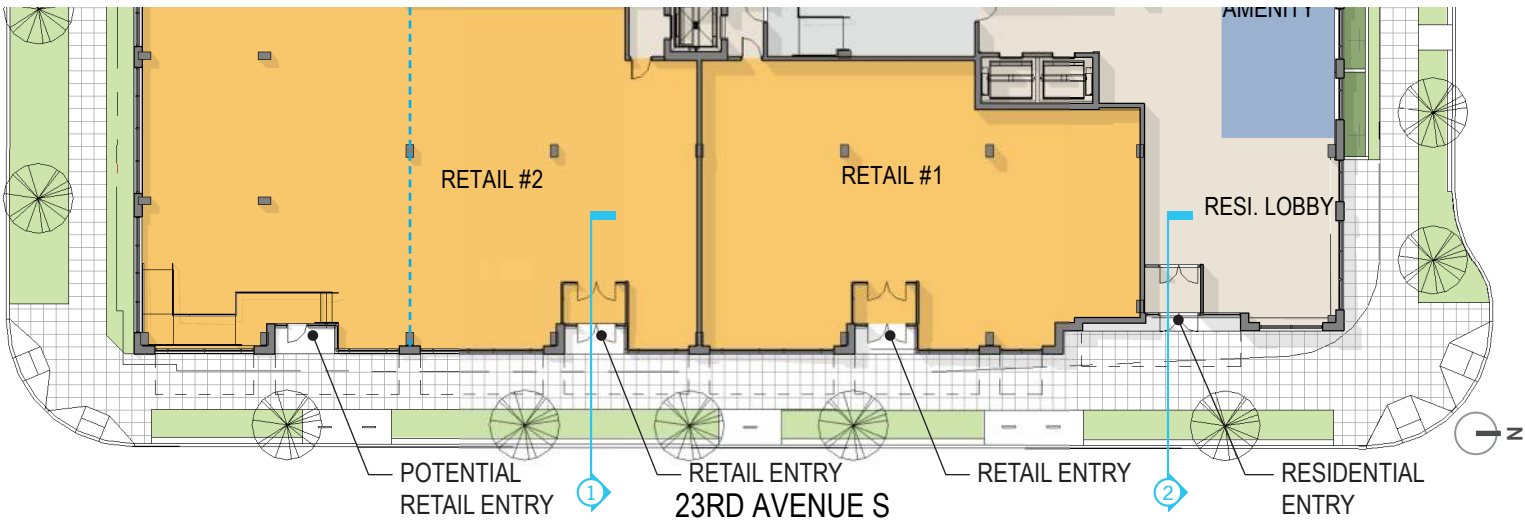 AMENITY
RETAIL #2
RETAIL #1
RESI. LOBBY
N
POTENTIAL
RETAIL ENTRY
1
RETAIL ENTRY
RETAIL ENTRY
2
RESIDENTIAL
ENTRY
23RD AVENUE S